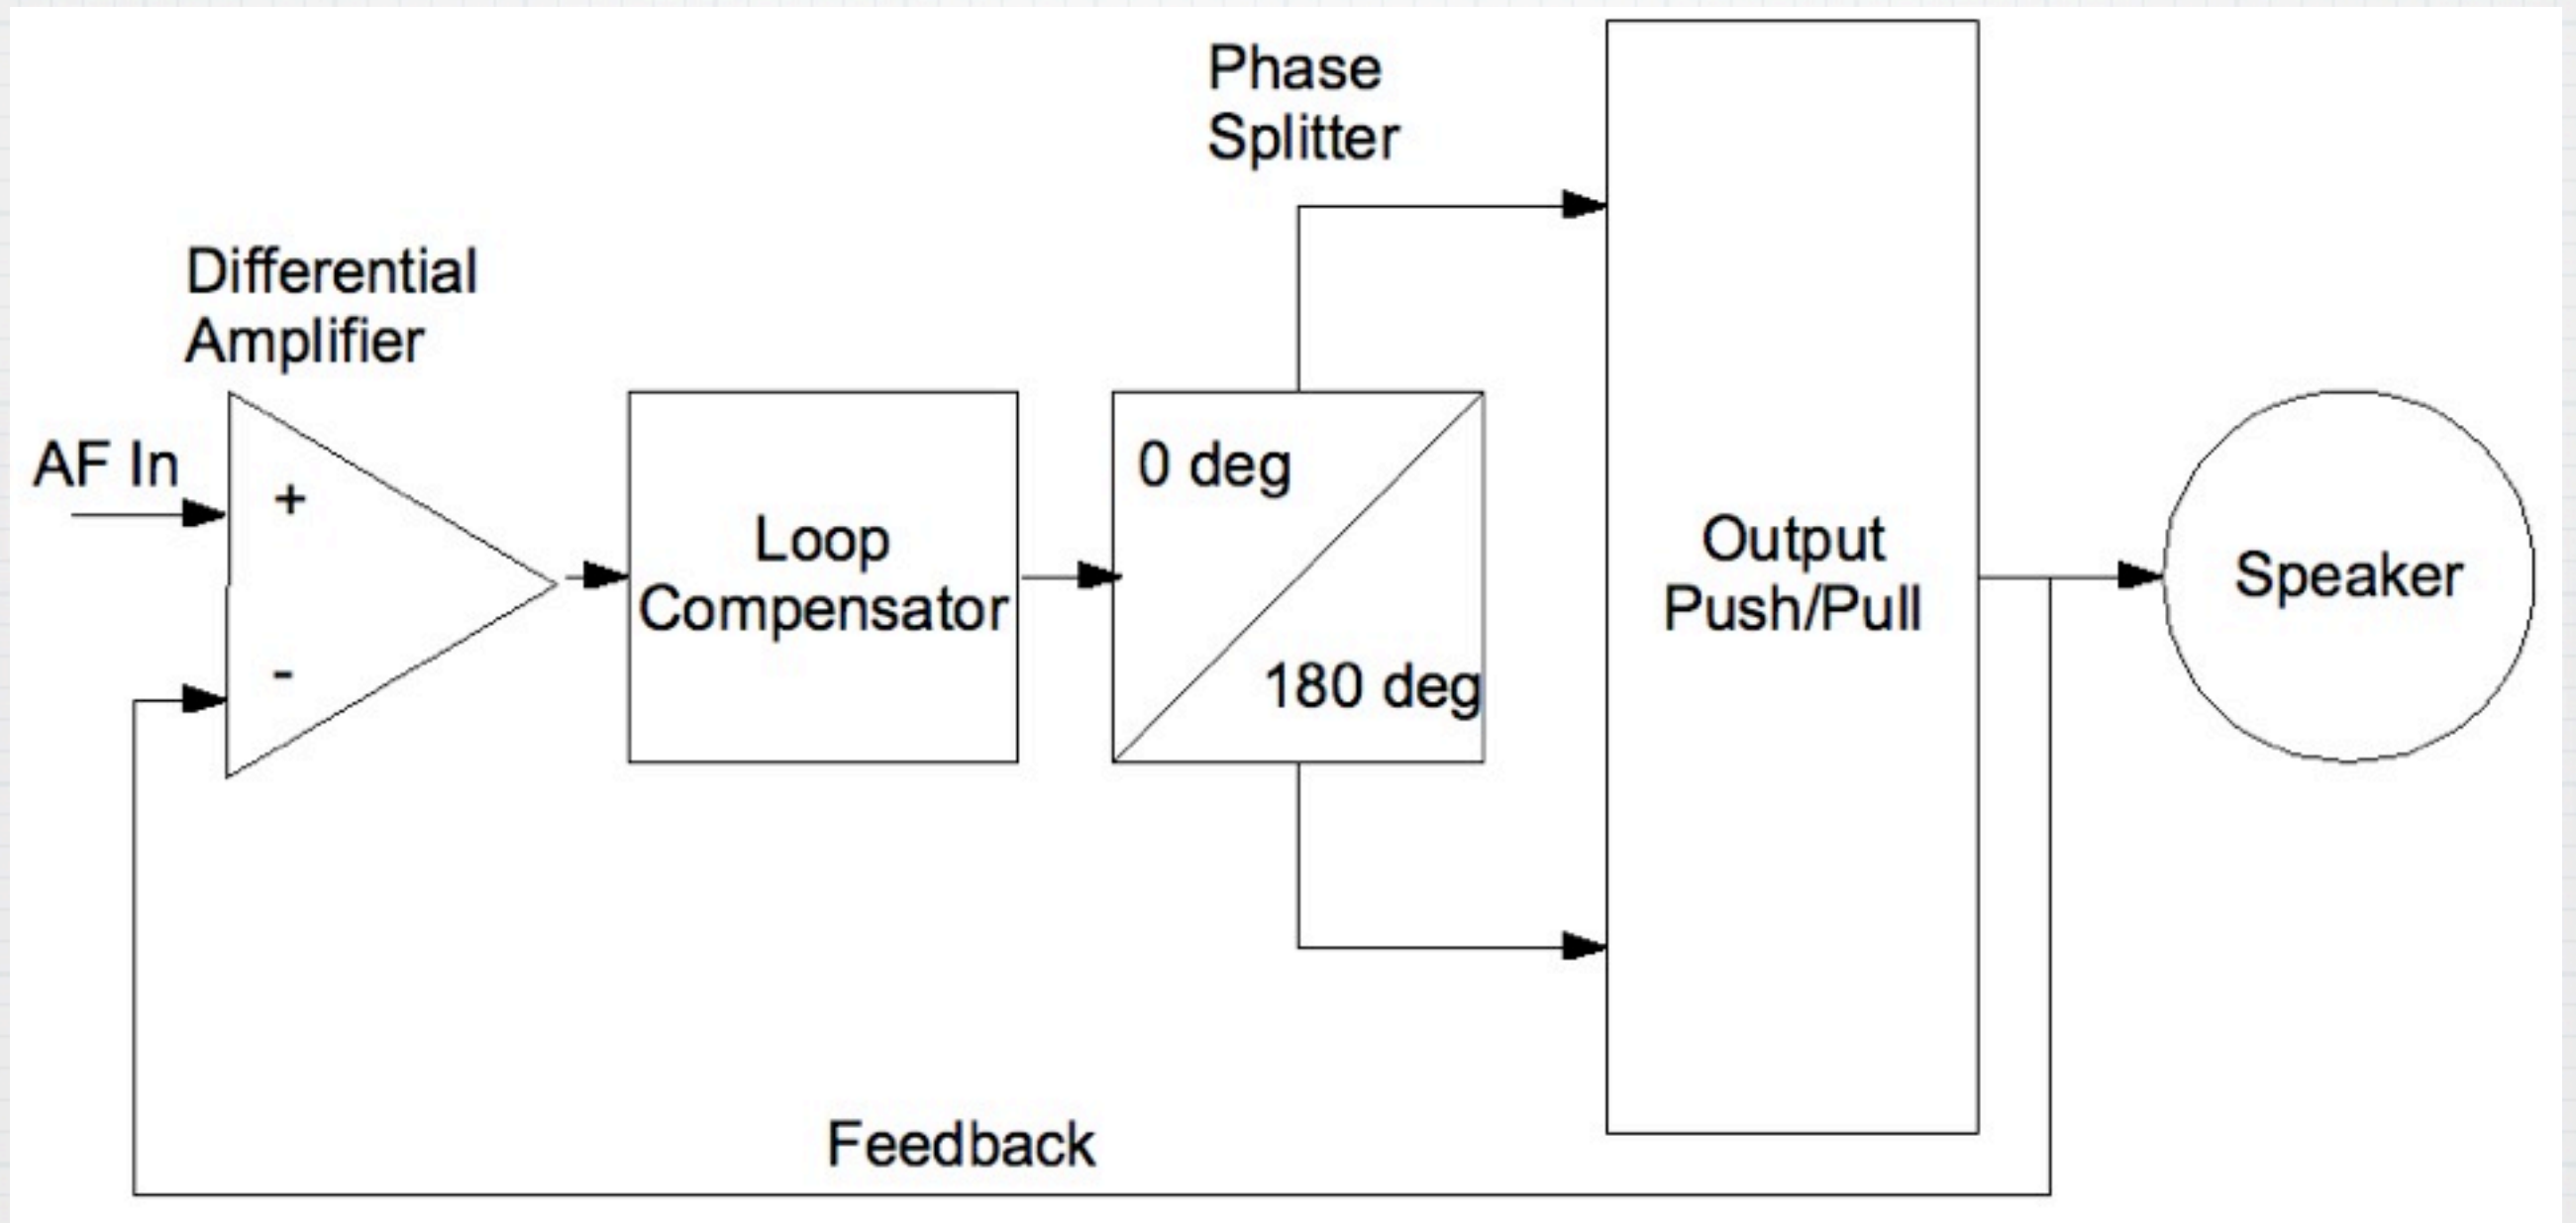 Phase
Splitter
Differential
Amplifier
AF In
+
-
Loop
Compensator
0 deg
180 deg
Output
Push/Pull
Speaker
Feedback